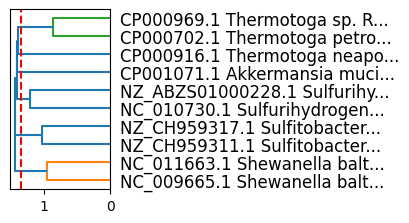 CP000969.1 Thermotoga sp. R...
CP000702.1 Thermotoga petro...
CP000916.1 Thermotoga neapo...
CP001071.1 Akkermansia muci...
NZ_ABZS01000228.1 Sulfurihy...
NC_010730.1 Sulfurihydrogen...
NZ_CH959317.1 Sulfitobacter...
NZ_CH959311.1 Sulfitobacter...
NC_011663.1 Shewanella balt...
NC_009665.1 Shewanella balt...
1 0